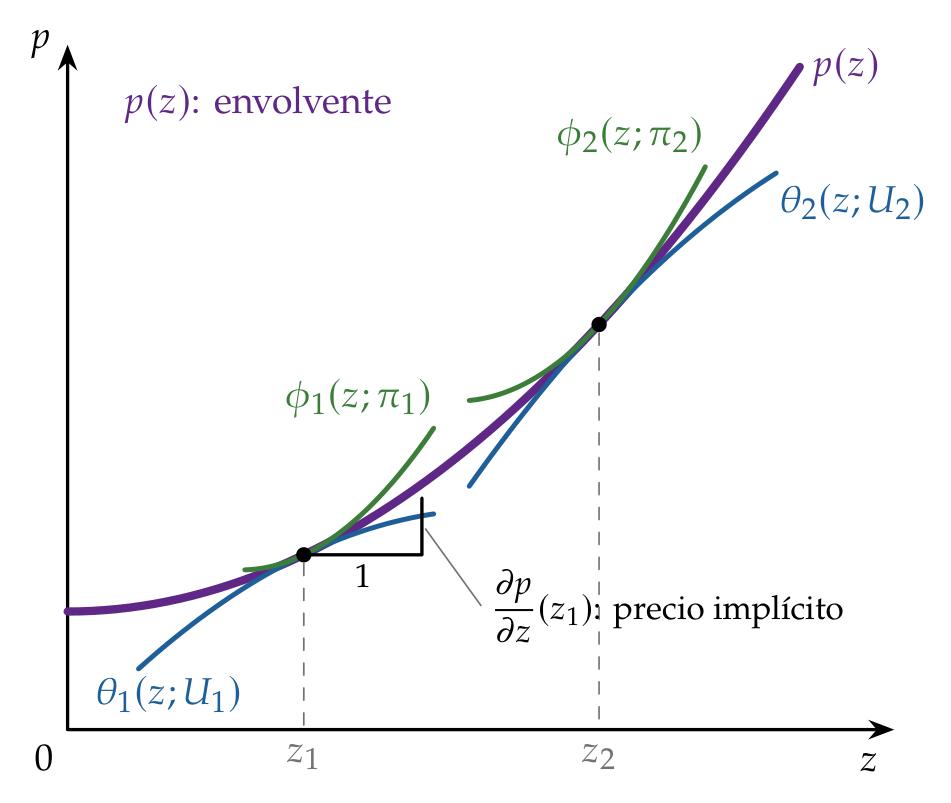 p
p(z)
p(z): envolvente
ϕ₂(z; π₂)
θ₂(z; U₂)
ϕ₁(z; π₁)
1
∂p/∂z (z₁): precio implícito
θ₁(z; U₁)
0
z₁
z₂
z